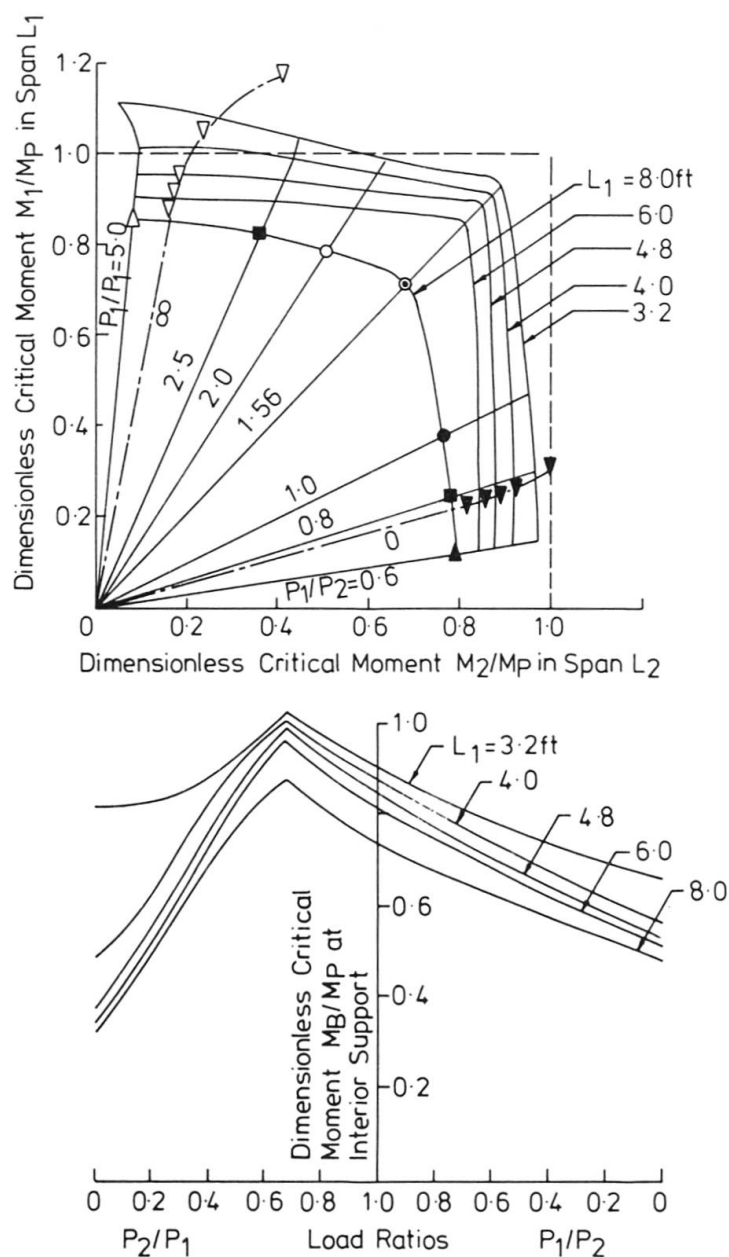 1·2
1·0
0·8
0·6
0·4
0·2
0
Dimensionless Critical Moment M1/Mp in Span L1
P1/P1=5.0
8
2·5
2·0
1·56
1·0
0·8
0
P1/P2=0·6
L1 =8·0ft
6·0
4·8
4·0
3·2
0 0·2 0·4 0·6 0·8 1·0
Dimensionless Critical Moment M2/Mp in Span L2
1·0
0·6
0·4
0·2
L1=3·2ft
4·0
4·8
6·0
8·0
Dimensionless Critical
Moment MB/Mp at
Interior Support
0 0·2 0·4 0·6 0·8 1.0 0·8 0·6 0·4 0·2 0
P2/P1 Load Ratios P1/P2